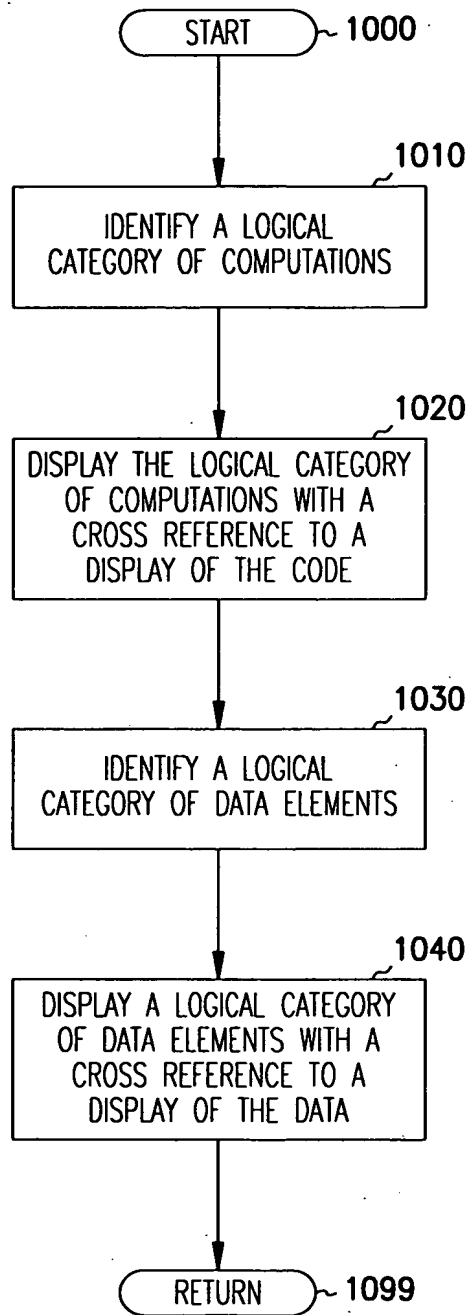 START 1000
1010
IDENTIFY A LOGICAL
CATEGORY OF COMPUTATIONS
1020
DISPLAY THE LOGICAL CATEGORY
OF COMPUTATIONS WITH A
CROSS REFERENCE TO A
DISPLAY OF THE CODE
1030
IDENTIFY A LOGICAL
CATEGORY OF DATA ELEMENTS
1040
DISPLAY A LOGICAL CATEGORY
OF DATA ELEMENTS WITH A
CROSS REFERENCE TO A
DISPLAY OF THE DATA
RETURN 1099